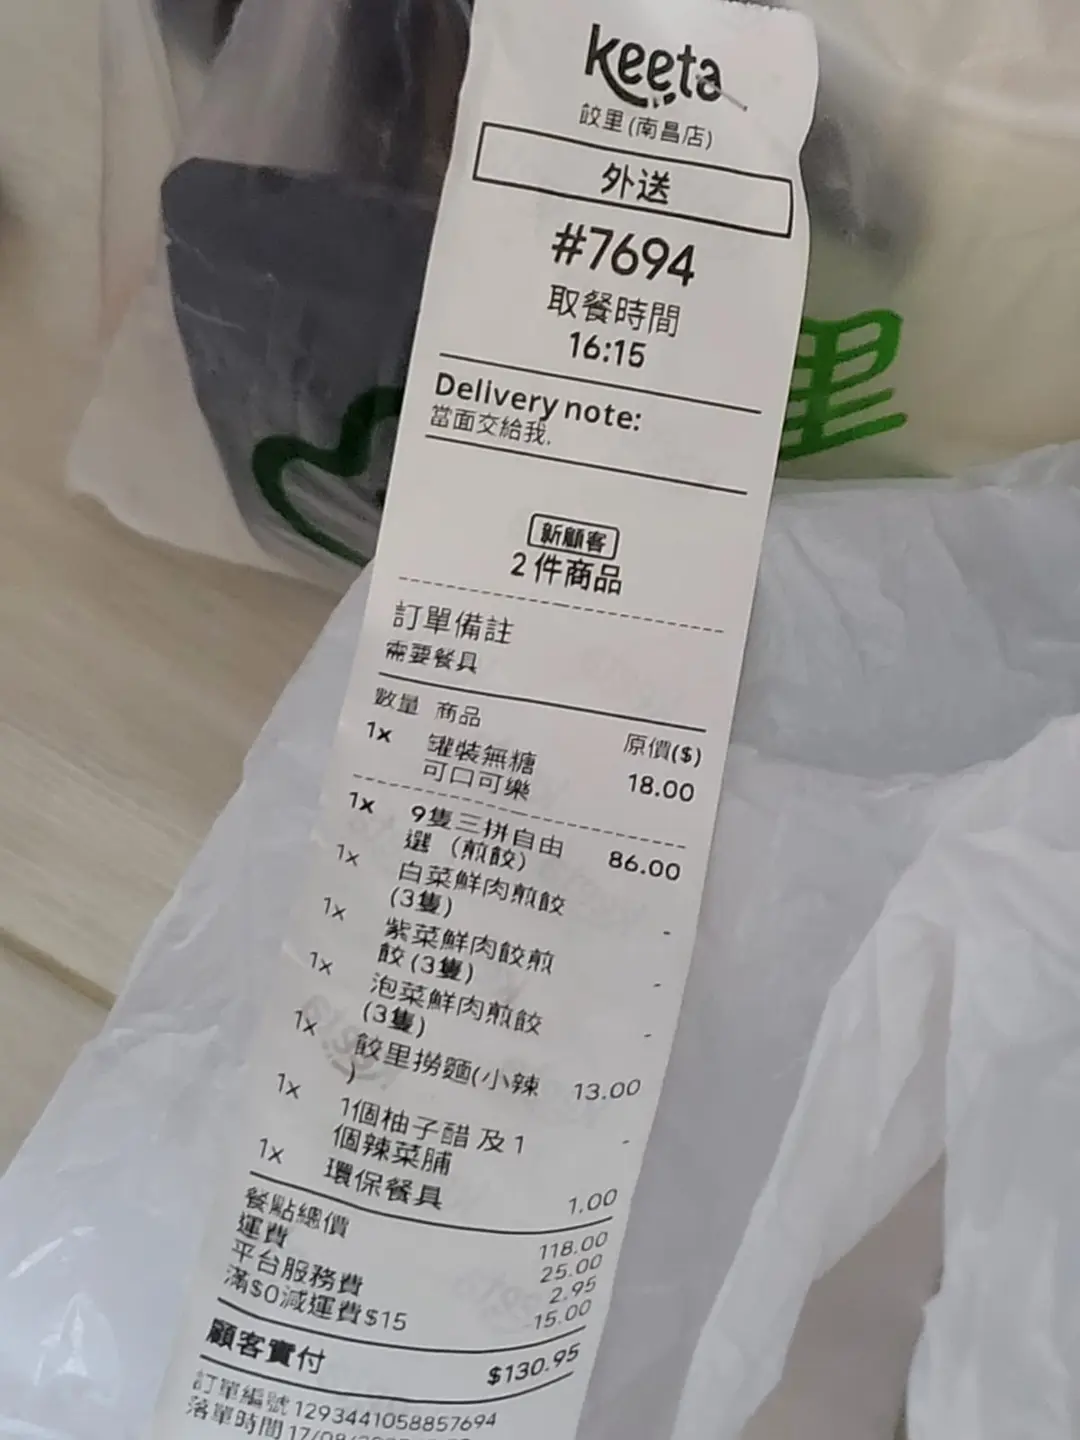 keeta
餃里(南昌店)
外送
#7694
取餐時間
16:15
里
Delivery note:
當面交給我.
新顧客
2件商品
訂單備註
需要餐具
數量 商品 原價($)
1x 罐裝無糖
可口可樂 18.00
1x 9隻三拼自由
選 (煎餃) 86.00
1x 白菜鮮肉煎餃
(3隻) -
1x 紫菜鮮肉餃煎
餃(3隻) -
1x 泡菜鮮肉煎餃
(3隻) -
1x 餃里撈麵(小辣 13.00
)
1x 1個柚子醋及1 -
個辣菜脯
1x 環保餐具 1.00
餐點總價 118.00
運費 25.00
平台服務費 2.95
滿$0減運費$15 -15.00
顧客實付 $130.95
訂單編號 1293441058857694
落單時間 17/